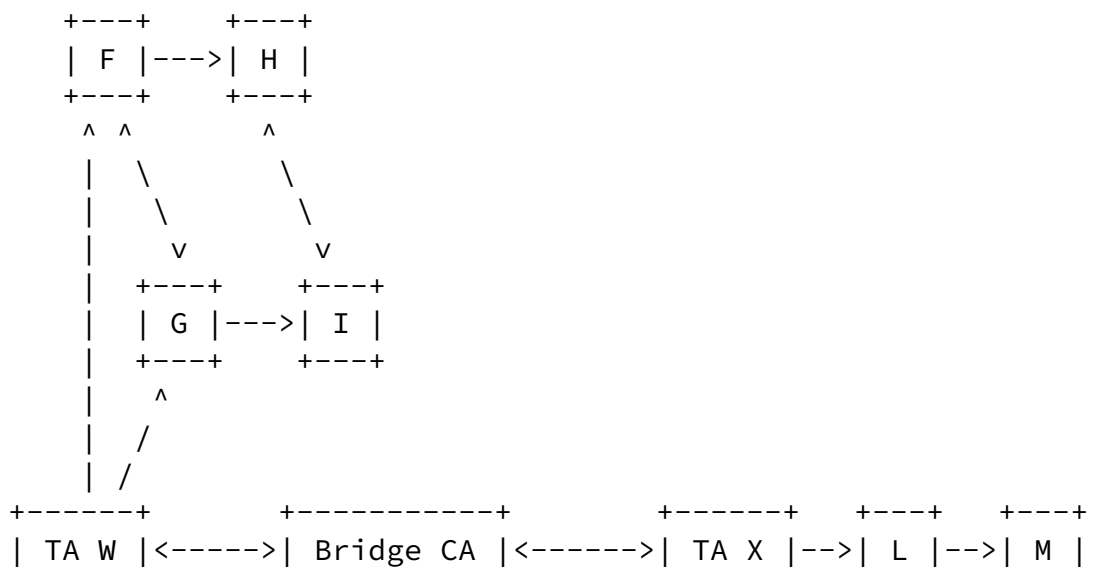 +---+    +---+
| F |--->| H |
+---+    +---+
^ ^       ^
|  \       \
|   \       \
|    v       v
|  +---+    +---+
|  | G |--->| I |
|  +---+    +---+
|   ^
|  /
| /
+------+       +-----------+        +------+   +---+   +---+
| TA W |<----->| Bridge CA |<------>| TA X |-->| L |-->| M |